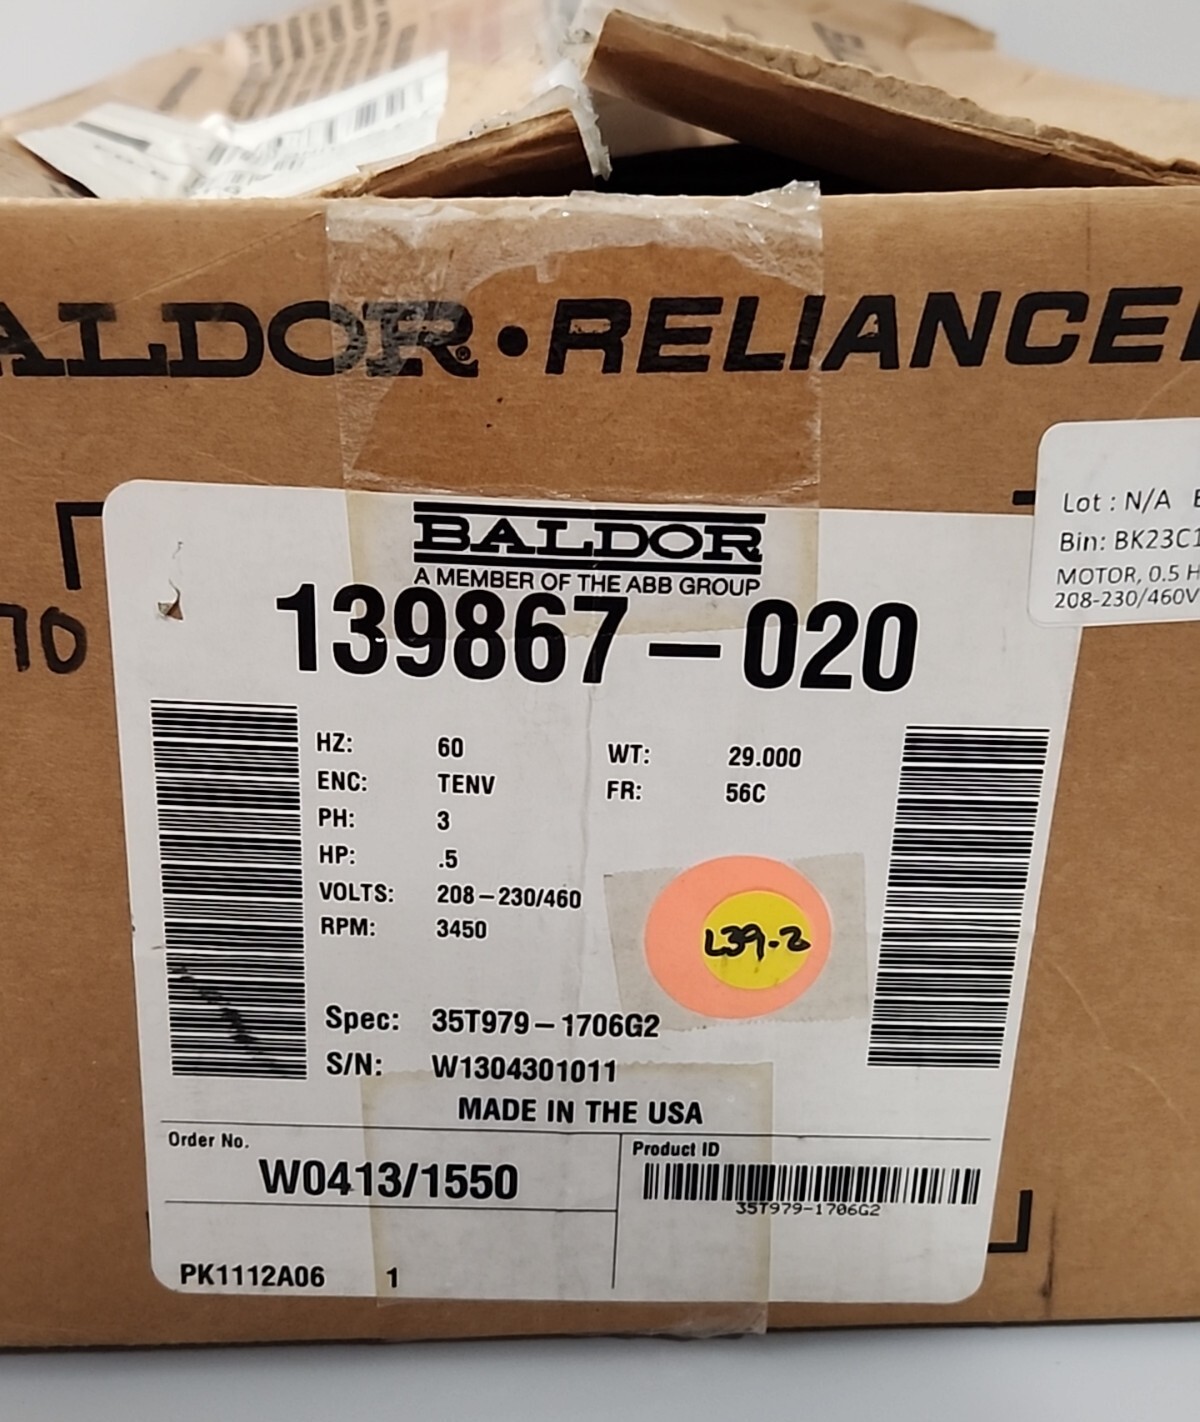 ALDOR®•RELIANCE
Lot : N/A
Bin: BK23C1
MOTOR, 0.5 H
208-230/460V
BALDOR
A MEMBER OF THE ABB GROUP
139867-020
70
HZ: 60 WT: 29.000
ENC: TENV FR: 56C
PH: 3
HP: .5
VOLTS: 208-230/460
RPM: 3450
L39-2
Spec: 35T979-1706G2
S/N: W1304301011
MADE IN THE USA
Order No. Product ID
W0413/1550
35T979-1706G2
PK1112A06 1